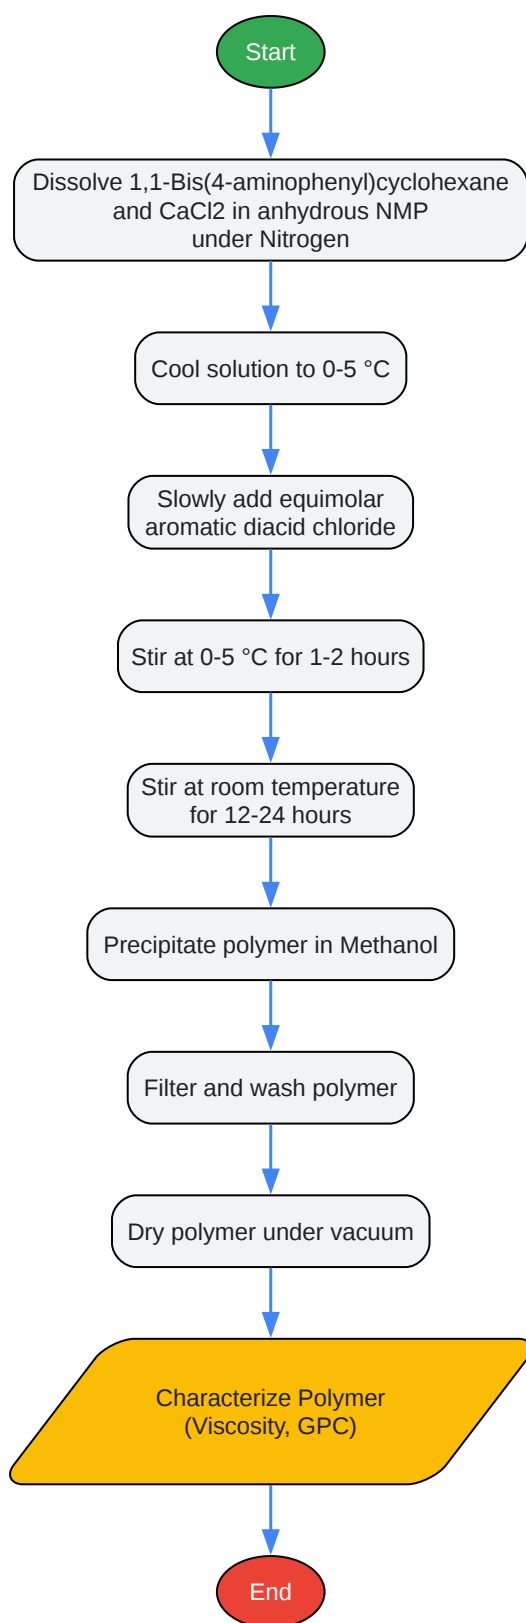 Start
Dissolve 1,1-Bis(4-aminophenyl)cyclohexane
and CaCl2 in anhydrous NMP
under Nitrogen
Cool solution to 0-5 °C
Slowly add equimolar
aromatic diacid chloride
Stir at 0-5 °C for 1-2 hours
Stir at room temperature
for 12-24 hours
Precipitate polymer in Methanol
Filter and wash polymer
Dry polymer under vacuum
Characterize Polymer
(Viscosity, GPC)
End